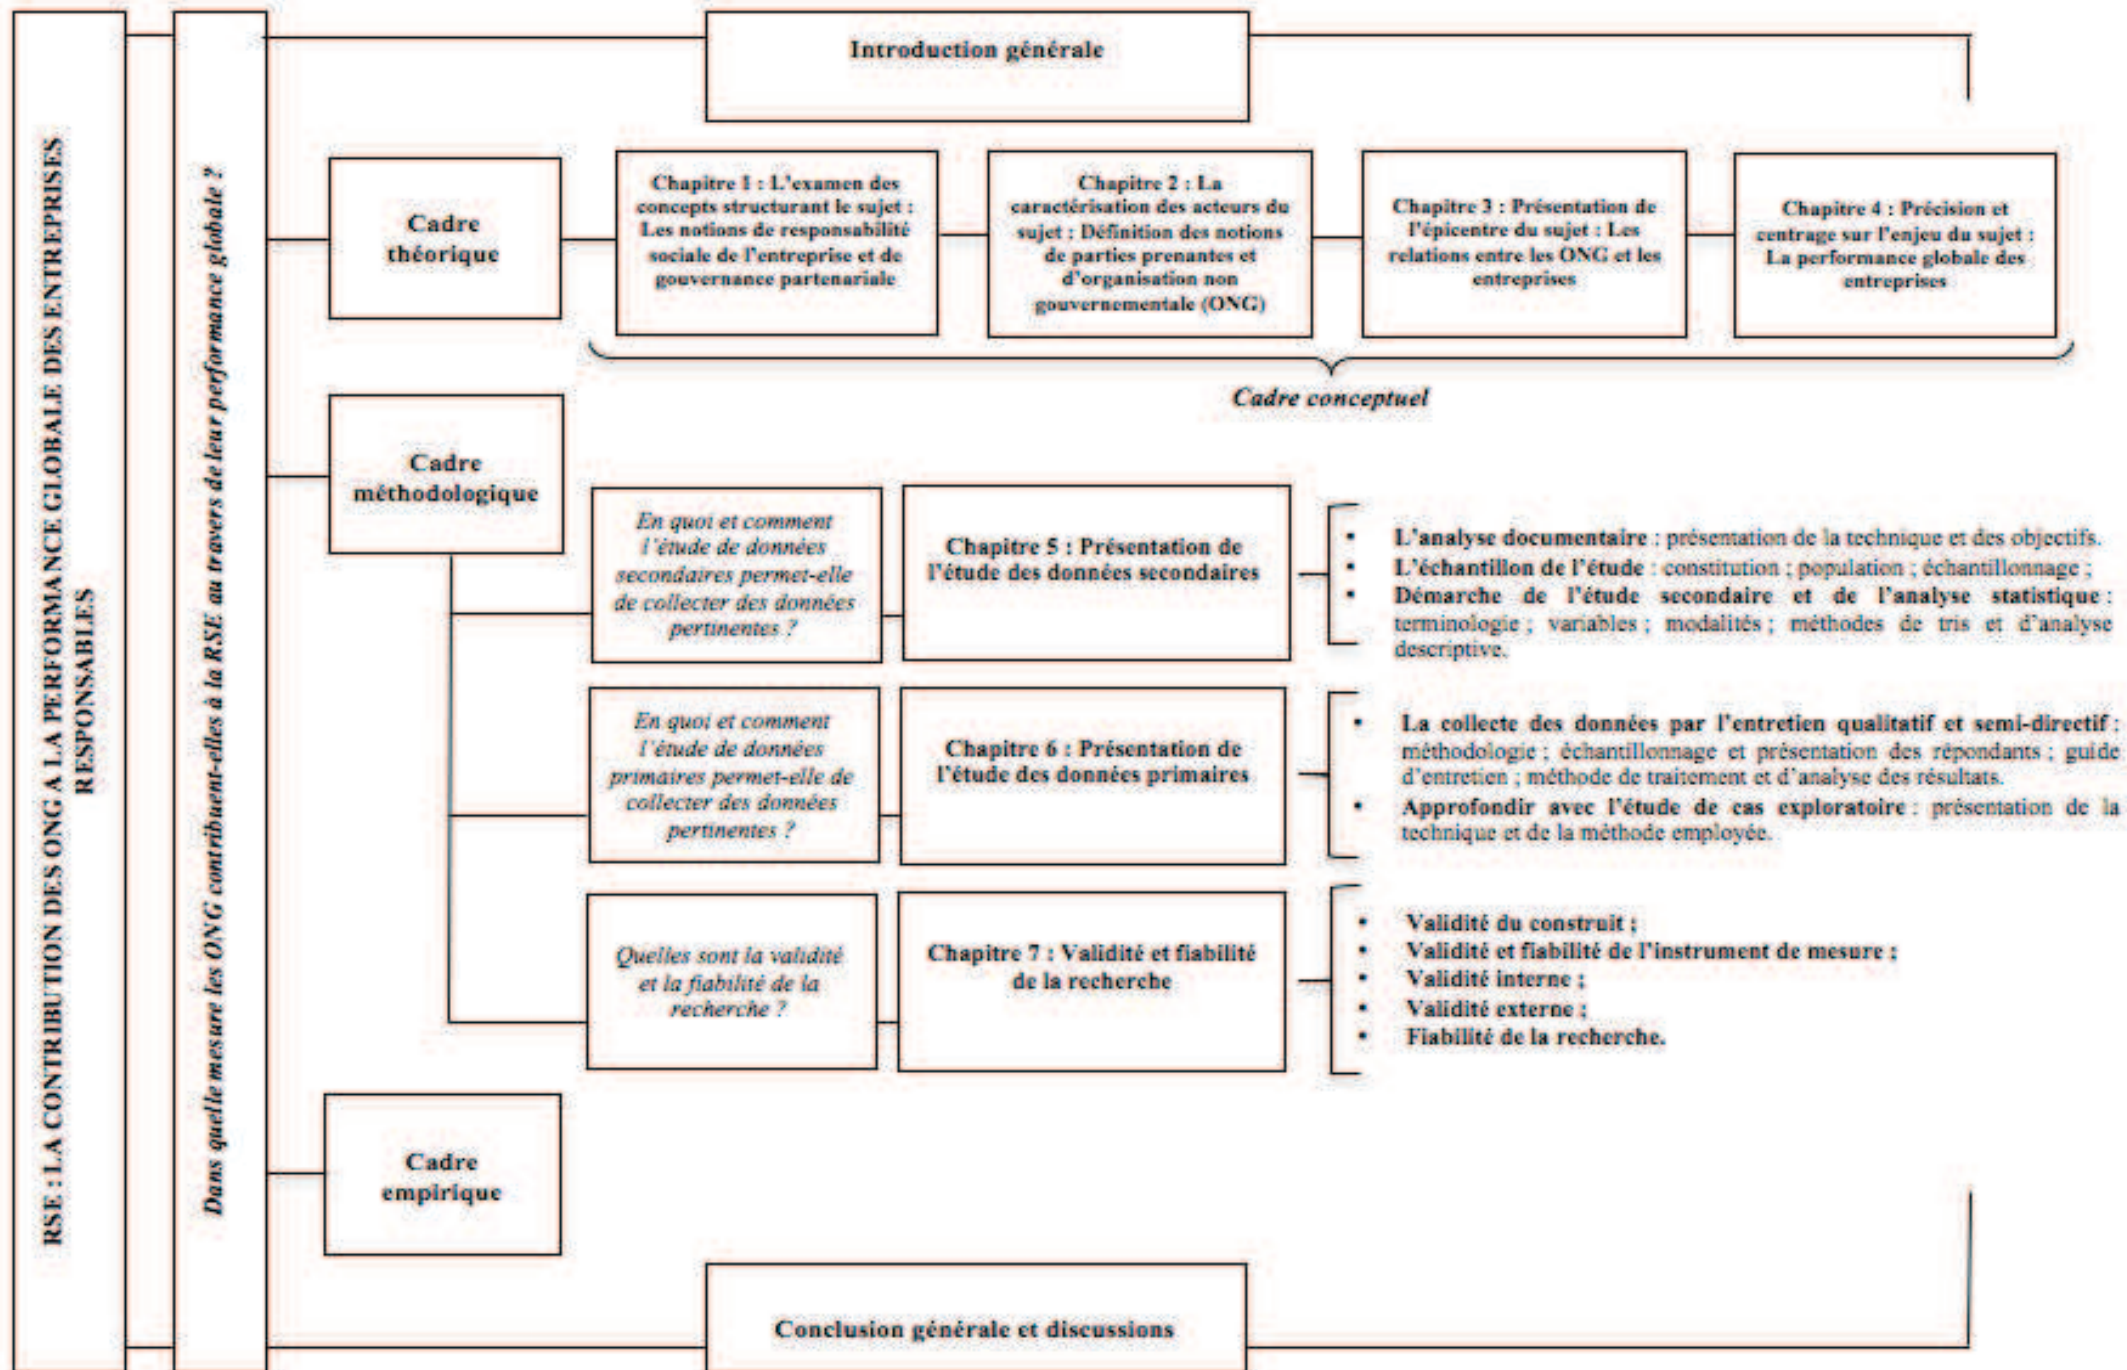 RSE : LA CONTRIBUTION DES ONG A LA PERFORMANCE GLOBALE DES ENTREPRISES
RESPONSABLES
Dans quelle mesure les ONG contribuent-elles à la RSE au travers de leur performance globale ?
Introduction générale
Cadre
théorique
Chapitre 1 : L'examen des
concepts structurant le sujet :
Les notions de responsabilité
sociale de l'entreprise et de
gouvernance partenariale
Chapitre 2 : La
caractérisation des acteurs du
sujet : Définition des notions
de parties prenantes et
d'organisation non
gouvernementale (ONG)
Chapitre 3 : Présentation de
l'épicentre du sujet : Les
relations entre les ONG et les
entreprises
Chapitre 4 : Précision et
centrage sur l'enjeu du sujet :
La performance globale des
entreprises
Cadre conceptuel
Cadre
méthodologique
En quoi et comment
l'étude de données
secondaires permet-elle
de collecter des données
pertinentes ?
Chapitre 5 : Présentation de
l'étude des données secondaires
• L'analyse documentaire : présentation de la technique et des objectifs.
• L'échantillon de l'étude : constitution ; population ; échantillonnage ;
• Démarche de l'étude secondaire et de l'analyse statistique :
terminologie ; variables ; modalités ; méthodes de tris et d'analyse
descriptive.
En quoi et comment
l'étude de données
primaires permet-elle de
collecter des données
pertinentes ?
Chapitre 6 : Présentation de
l'étude des données primaires
• La collecte des données par l'entretien qualitatif et semi-directif ;
méthodologie ; échantillonnage et présentation des répondants ; guide
d'entretien ; méthode de traitement et d'analyse des résultats.
• Approfondir avec l'étude de cas exploratoire : présentation de la
technique et de la méthode employée.
Quelles sont la validité
et la fiabilité de la
recherche ?
Chapitre 7 : Validité et fiabilité
de la recherche
• Validité du construit ;
• Validité et fiabilité de l'instrument de mesure ;
• Validité interne ;
• Validité externe ;
• Fiabilité de la recherche.
Cadre
empirique
Conclusion générale et discussions